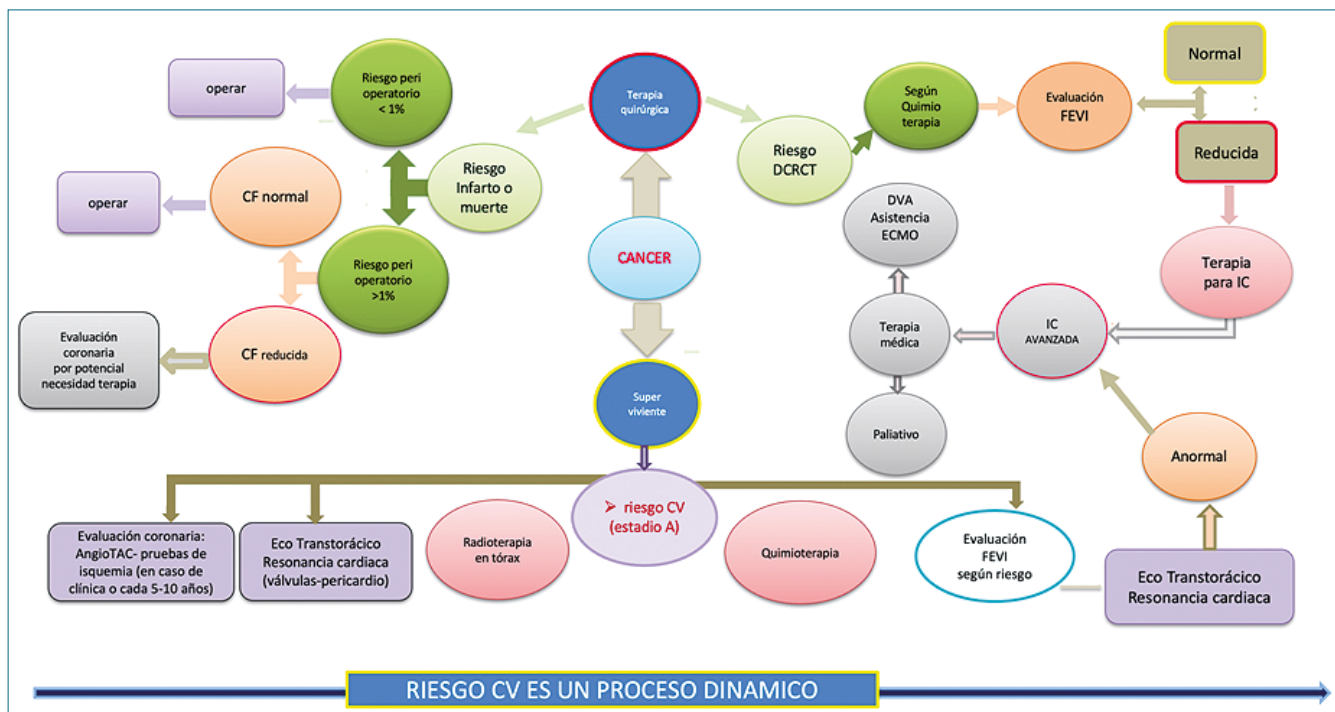 operar
Riesgo peri
operatorio
< 1%
Terapia
quirúrgica
Según
Quimio
terapia
Evaluación
FEVI
Normal
Reducida
operar
CF normal
Riesgo
Infarto o
muerte
Riesgo
DCRCT
DVA
Asistencia
ECMO
CANCER
Riesgo peri
operatorio
>1%
Terapia
para IC
Evaluación
coronaria
por potencial
necesidad terapia
CF reducida
Terapia
médica
IC
AVANZADA
Super
viviente
Paliativo
Anormal
➢ riesgo CV
(estadio A)
Evaluación coronaria:
AngioTAC- pruebas de
isquemia (en caso de
clínica o cada 5-10 años)
Eco Transtorácico
Resonancia cardiaca
(válvulas-pericardio)
Radioterapia
en tórax
Quimioterapia
Evaluación
FEVI
según riesgo
Eco Transtorácico
Resonancia cardiaca
RIESGO CV ES UN PROCESO DINAMICO